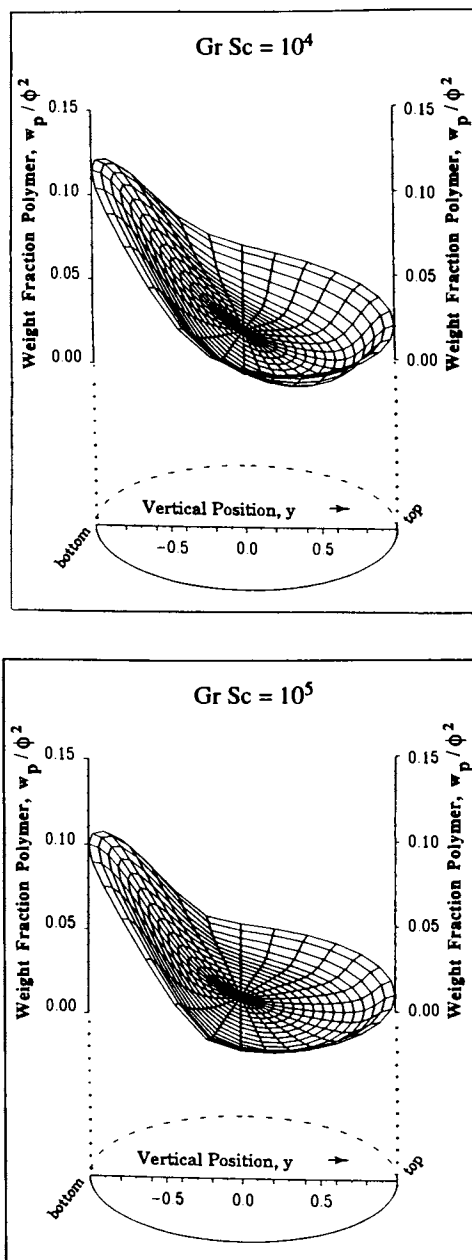 Gr Sc = 10⁴
Weight Fraction Polymer, w_p/ϕ²
0.15
0.10
0.05
0.00
0.15
0.10
0.05
0.00
Weight Fraction Polymer, w_p/ϕ²
Vertical Position, y →
bottom
top
-0.5 0.0 0.5
Gr Sc = 10⁵
Weight Fraction Polymer, w_p/ϕ²
0.15
0.10
0.05
0.00
0.15
0.10
0.05
0.00
Weight Fraction Polymer, w_p/ϕ²
Vertical Position, y →
bottom
top
-0.5 0.0 0.5